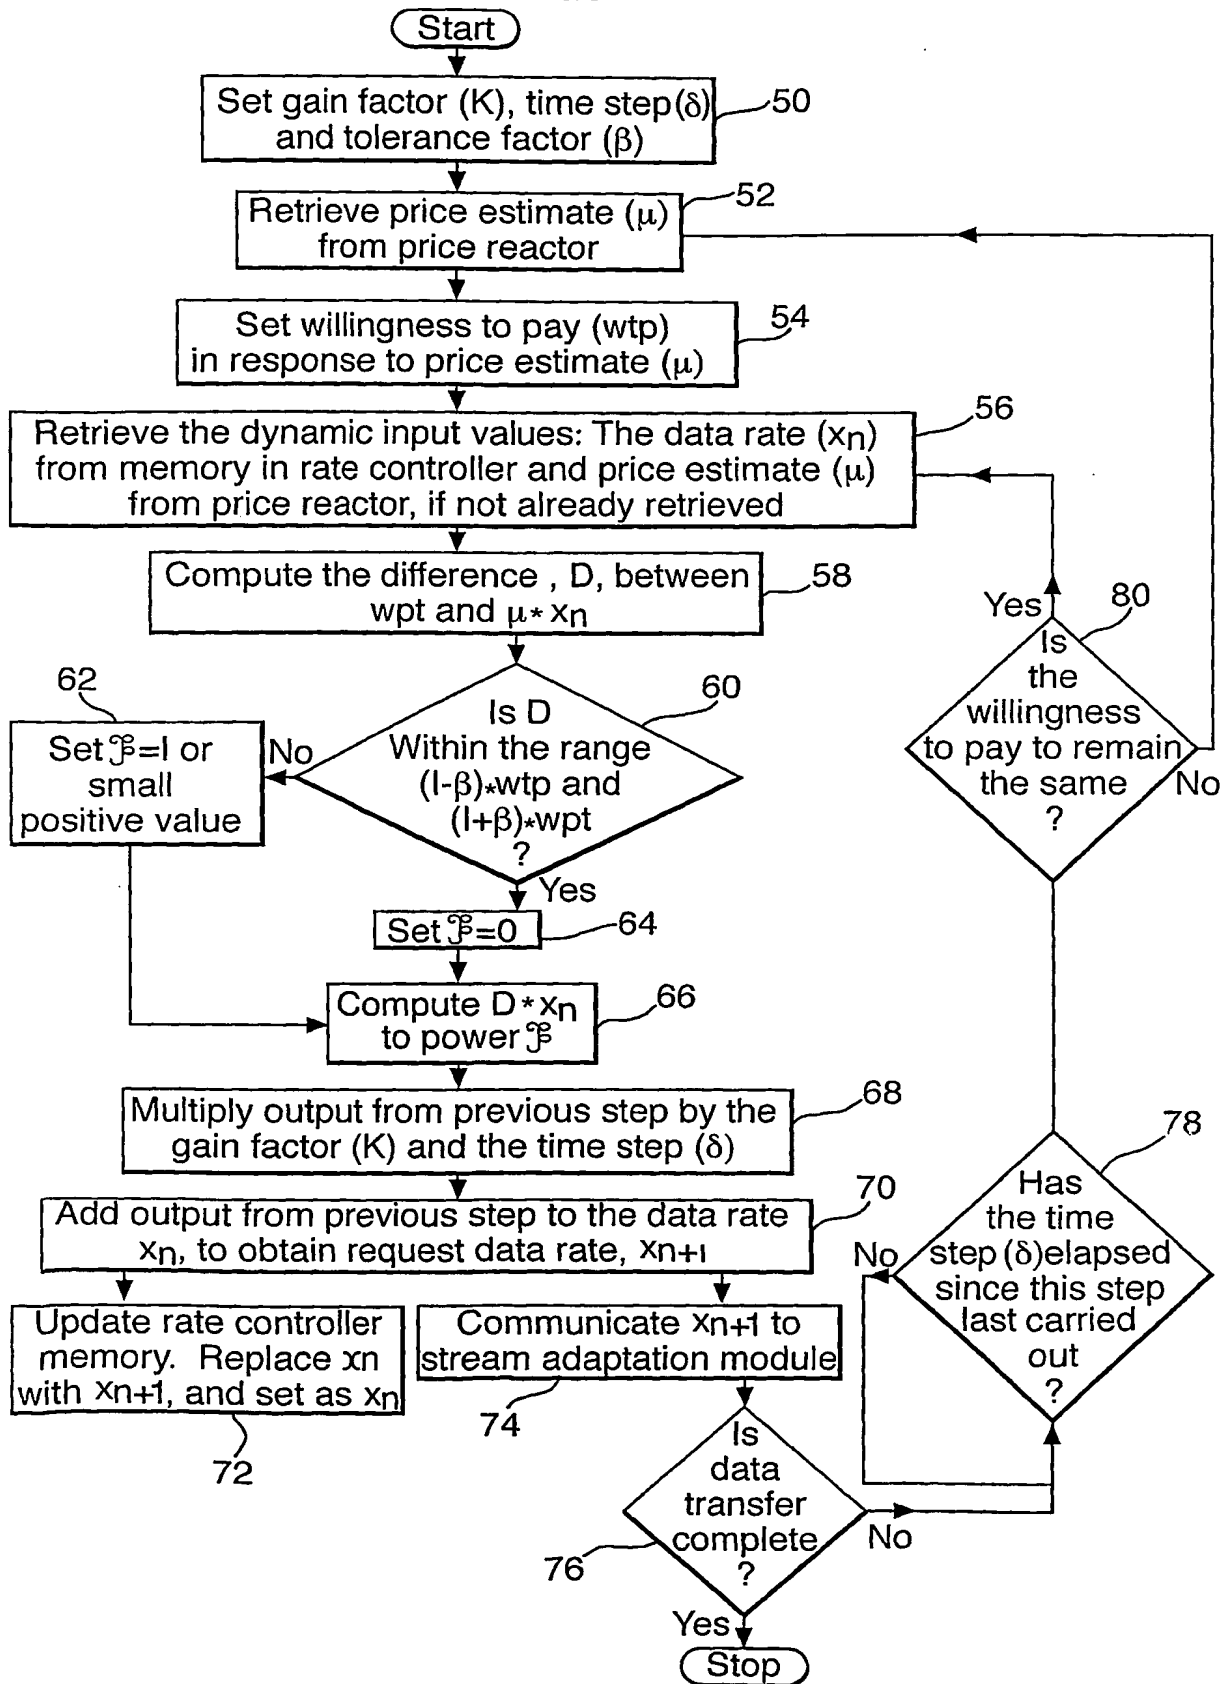 Start
Set gain factor (K), time step(δ)
and tolerance factor (β)
50
Retrieve price estimate (μ)
from price reactor
52
Set willingness to pay (wtp)
in response to price estimate (μ)
54
Retrieve the dynamic input values: The data rate (xn)
from memory in rate controller and price estimate (μ)
from price reactor, if not already retrieved
56
Compute the difference , D, between
wpt and μ* xn
58
Is D
Within the range
(I-β)*wtp and
(I+β)*wpt
?
60
No
Yes
Set ℑ=I or
small
positive value
62
Set ℑ=0
64
Compute D*xn
to power ℑ
66
Multiply output from previous step by the
gain factor (K) and the time step (δ)
68
Add output from previous step to the data rate
xn, to obtain request data rate, xn+1
70
Update rate controller
memory. Replace xn
with xn+1, and set as xn
72
Communicate xn+1 to
stream adaptation module
74
Is
data
transfer
complete
?
76
No
Yes
Stop
Has
the time
step (δ)elapsed
since this step
last carried
out
?
78
No
Is
the
willingness
to pay to remain
the same
?
80
Yes
No